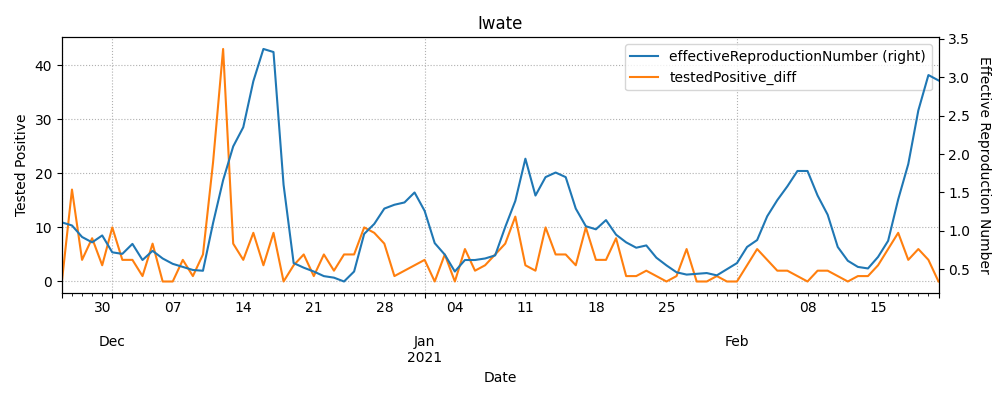 Iwate
effectiveReproductionNumber (right)
testedPositive_diff
Tested Positive
40
30
20
10
0
3.5
3.0
2.5
2.0
1.5
1.0
0.5
Effective Reproduction Number
30 07 14 21 28 04 11 18 25 08 15
Dec Jan Feb
2021
Date